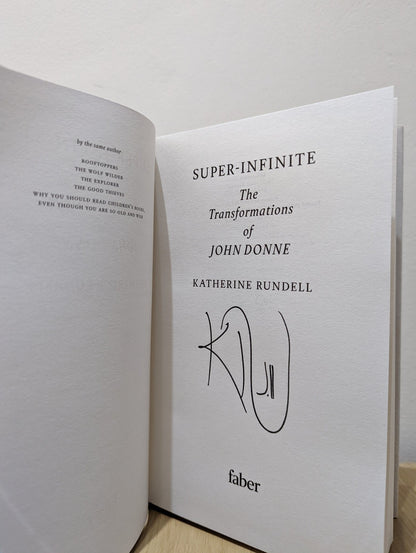 by the same author
ROOFTOPPERS
THE WOLF WILDER
THE EXPLORER
THE GOOD THIEVES
WHY YOU SHOULD READ CHILDREN'S BOOKS,
EVEN THOUGH YOU ARE SO OLD AND WISE
SUPER-INFINITE
The
Transformations
of
JOHN DONNE
KATHERINE RUNDELL
faber